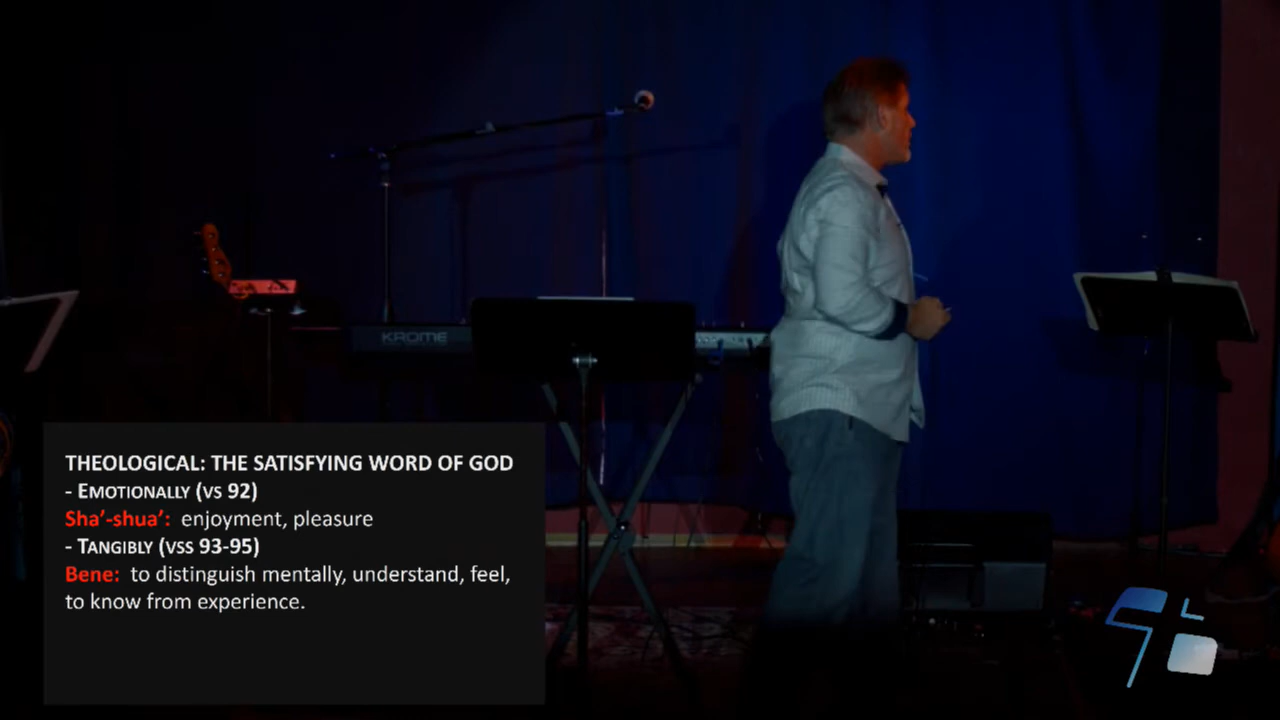 KROME
THEOLOGICAL: THE SATISFYING WORD OF GOD
- EMOTIONALLY (VS 92)
Sha’-shua’: enjoyment, pleasure
- TANGIBLY (VSS 93-95)
Bene: to distinguish mentally, understand, feel,
to know from experience.